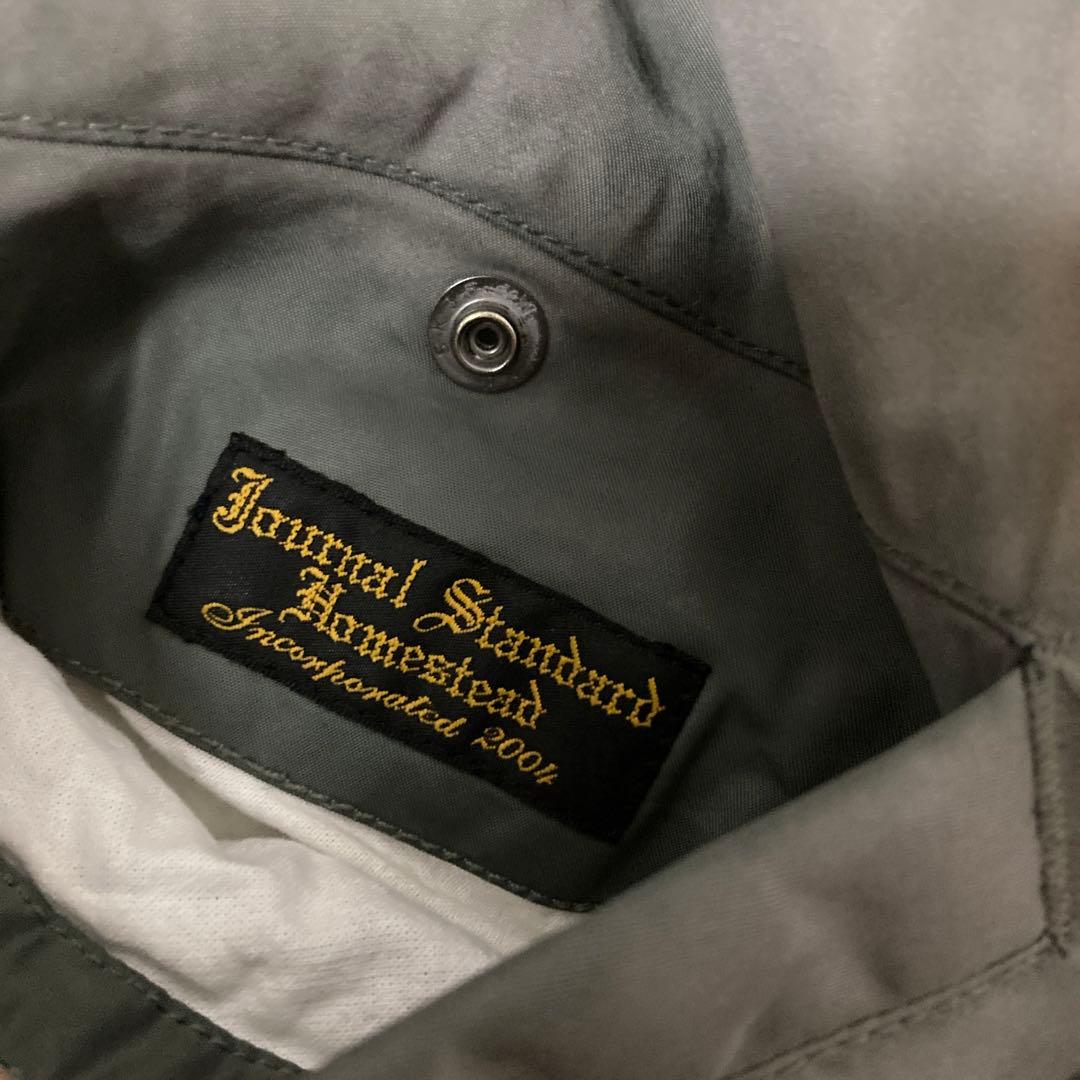 Journal Standard
Homestead
Incorporated 2004